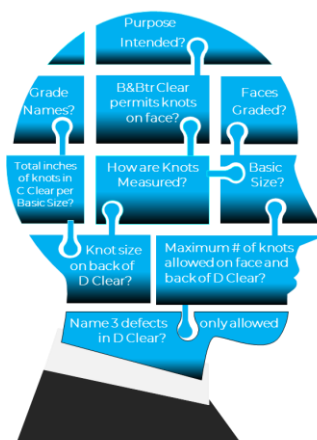 Purpose
Intended?
Grade
Names?
B&Btr Clear
permits knots
on face?
Faces
Graded?
Total inches
of knots in
C Clear per
Basic Size?
How are Knots
Measured?
Basic
Size?
Knot size
on back of
D Clear?
Maximum # of knots
allowed on face and
back of D Clear?
Name 3 defects only allowed
in D Clear?